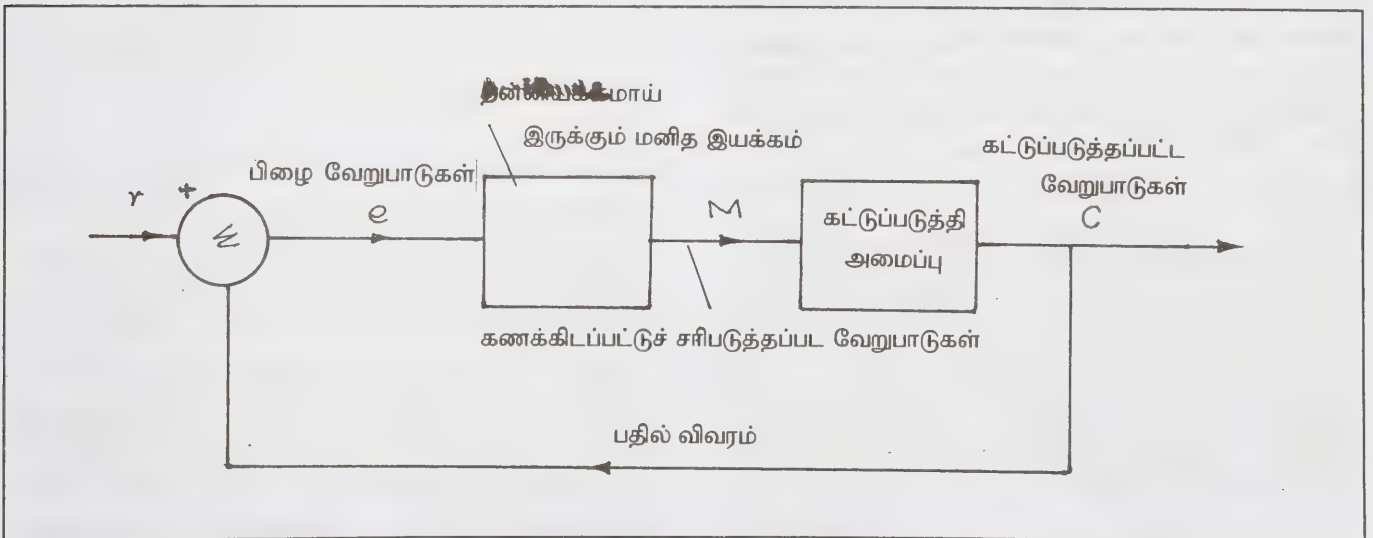 இருக்கும் மனித இயக்கம்
கட்டுப்படுத்தப்பட்ட
வேறுபாடுகள்
பிழை வேறுபாடுகள்
r +
e
M
C
Σ
கட்டுப்படுத்தி
அமைப்பு
கணக்கிடப்பட்டுச் சரிபடுத்தப்பட வேறுபாடுகள்
பதில் விவரம்